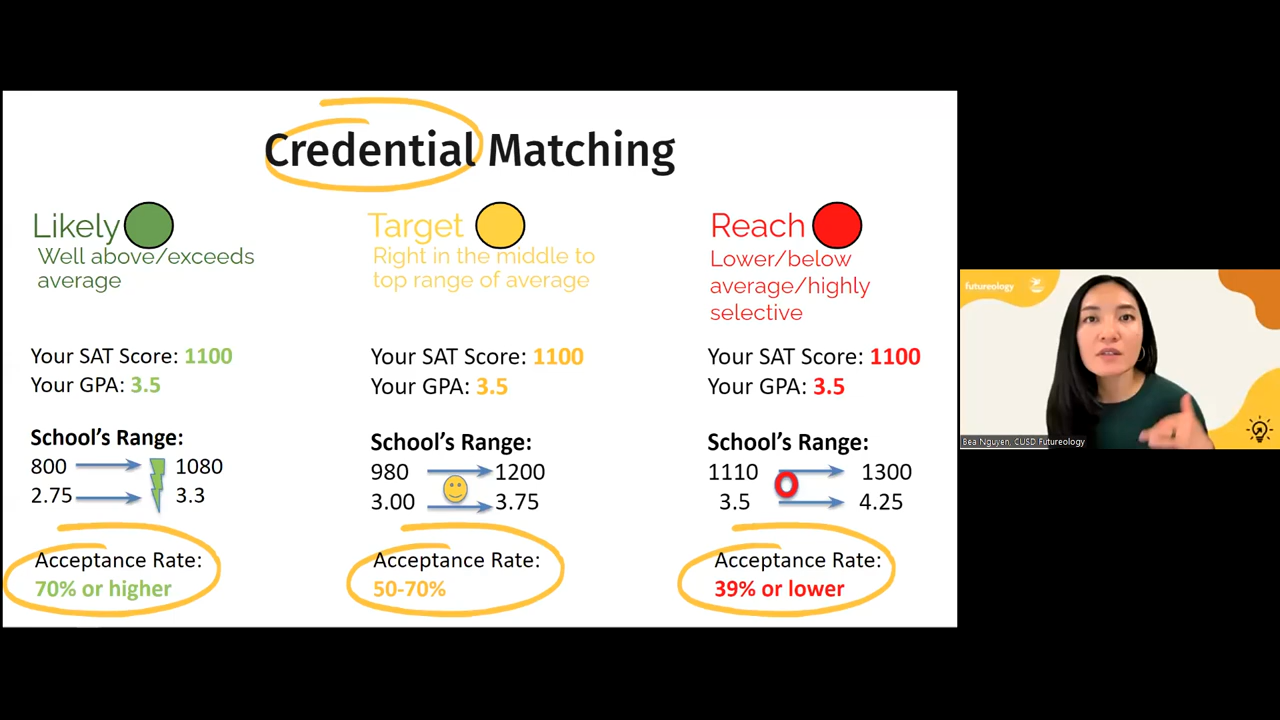 Credential Matching
Likely
Well above/exceeds
average
Your SAT Score: 1100
Your GPA: 3.5
School's Range:
800 1080
2.75 3.3
Acceptance Rate:
70% or higher
Target
Right in the middle to
top range of average
Your SAT Score: 1100
Your GPA: 3.5
School's Range:
980 1200
3.00 3.75
Acceptance Rate:
50-70%
Reach
Lower/below
average/highly
selective
Your SAT Score: 1100
Your GPA: 3.5
School's Range:
1110 1300
3.5 4.25
Acceptance Rate:
39% or lower
futureology
Bea Nguyen, CUSD Futureology